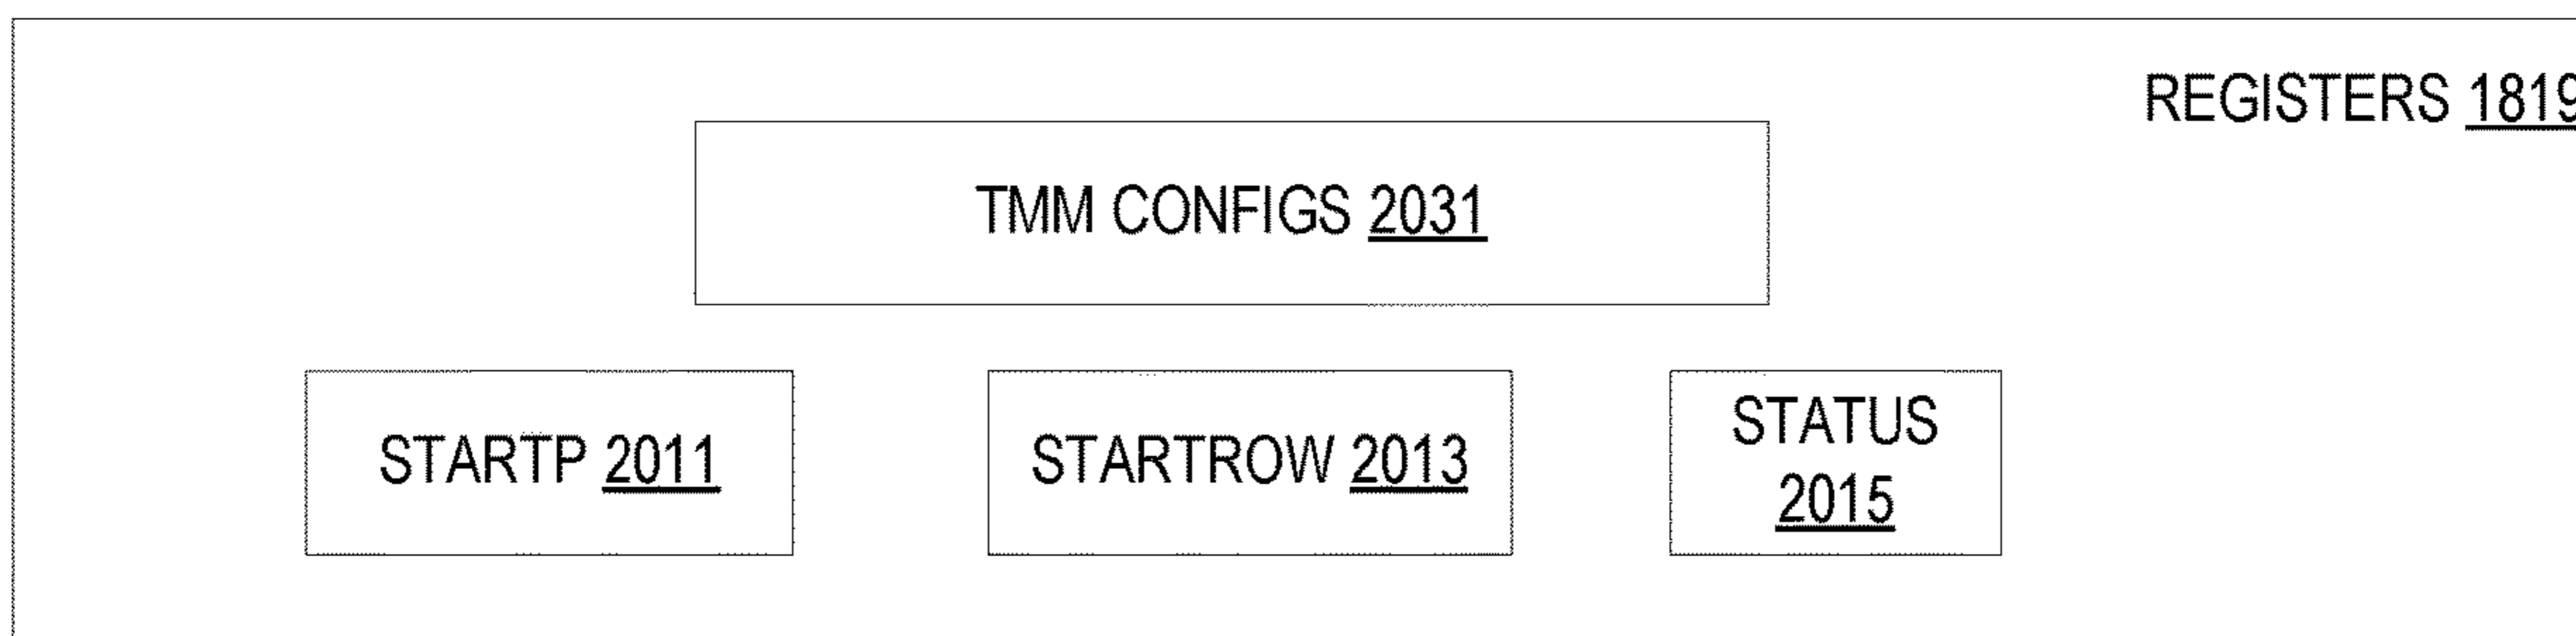 REGISTERS 1819
TMM CONFIGS 2031
STARTP 2011
STARTROW 2013
STATUS
2015